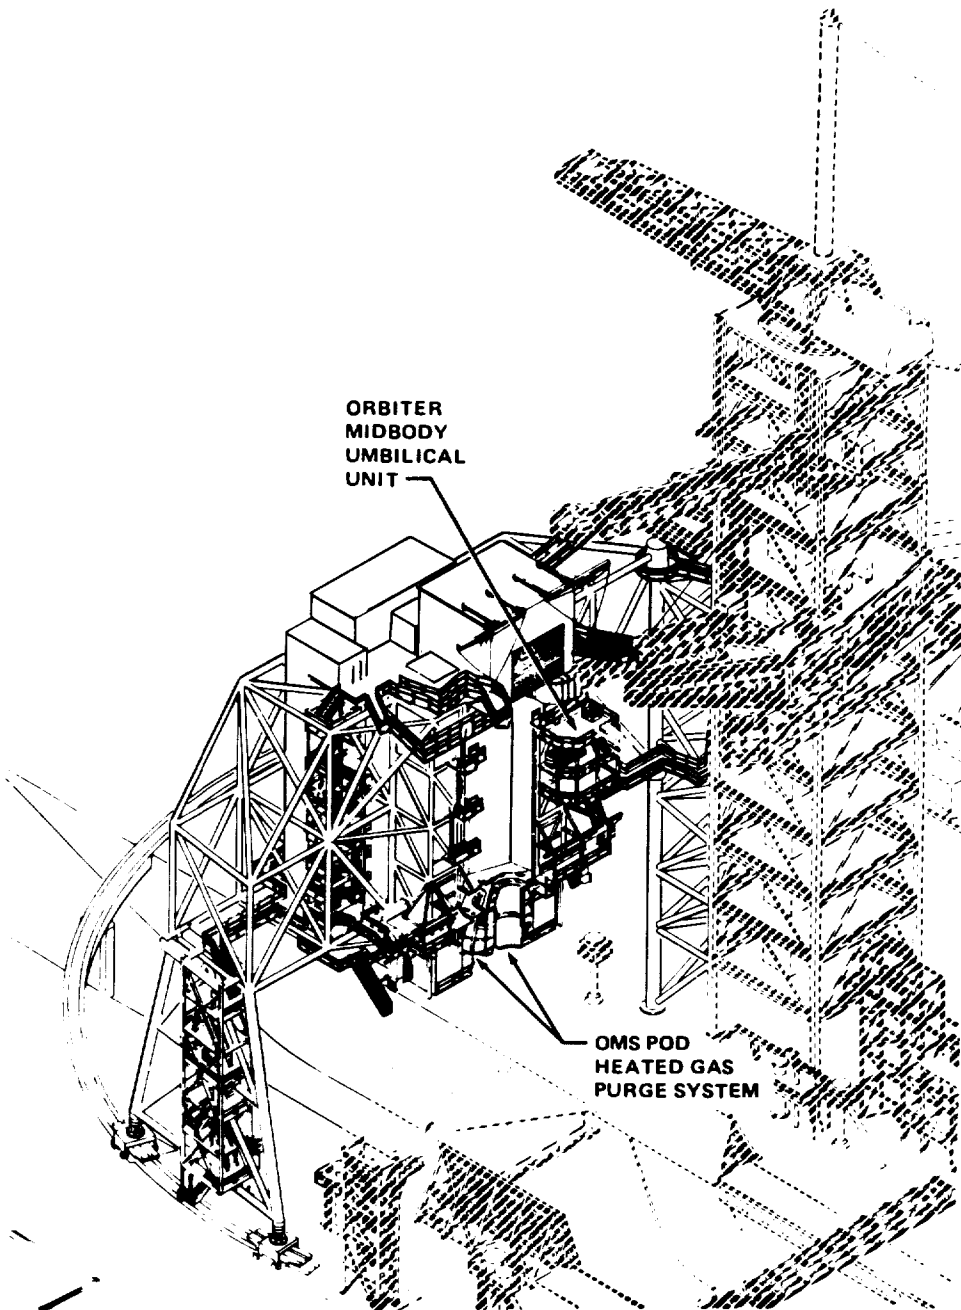 ORBITER
MIDBODY
UMBILICAL
UNIT
OMS POD
HEATED GAS
PURGE SYSTEM